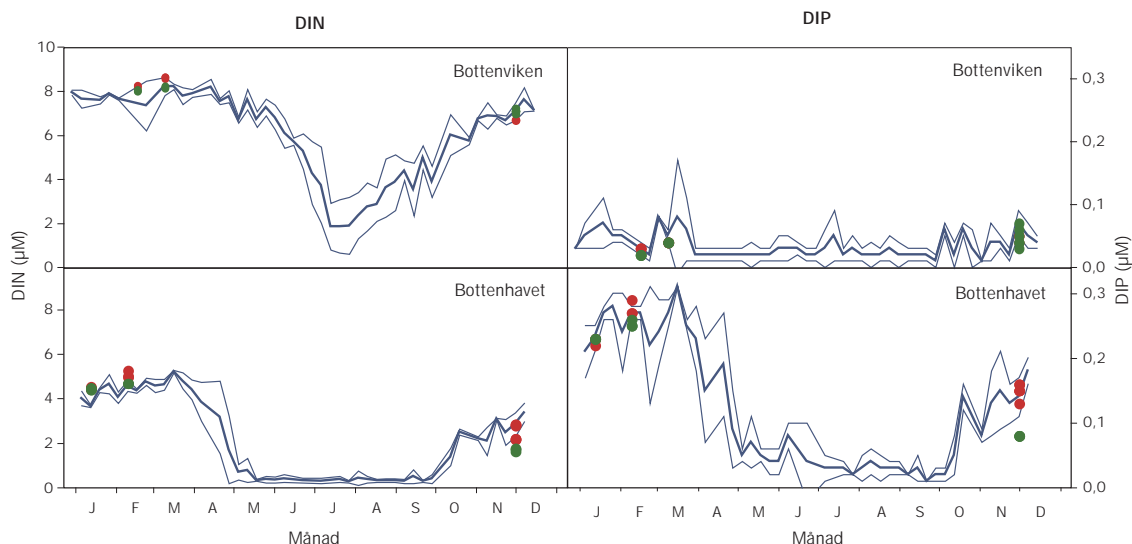 DIN
DIP
10
8
6
4
2
0
Bottenviken
Bottenviken
0,3
0,2
0,1
0,0
DIN (µM)
DIP (µM)
8
6
4
2
0
Bottenhavet
Bottenhavet
0,3
0,2
0,1
0,0
J F M A M J J A S O N D
J F M A M J J A S O N D
Månad
Månad